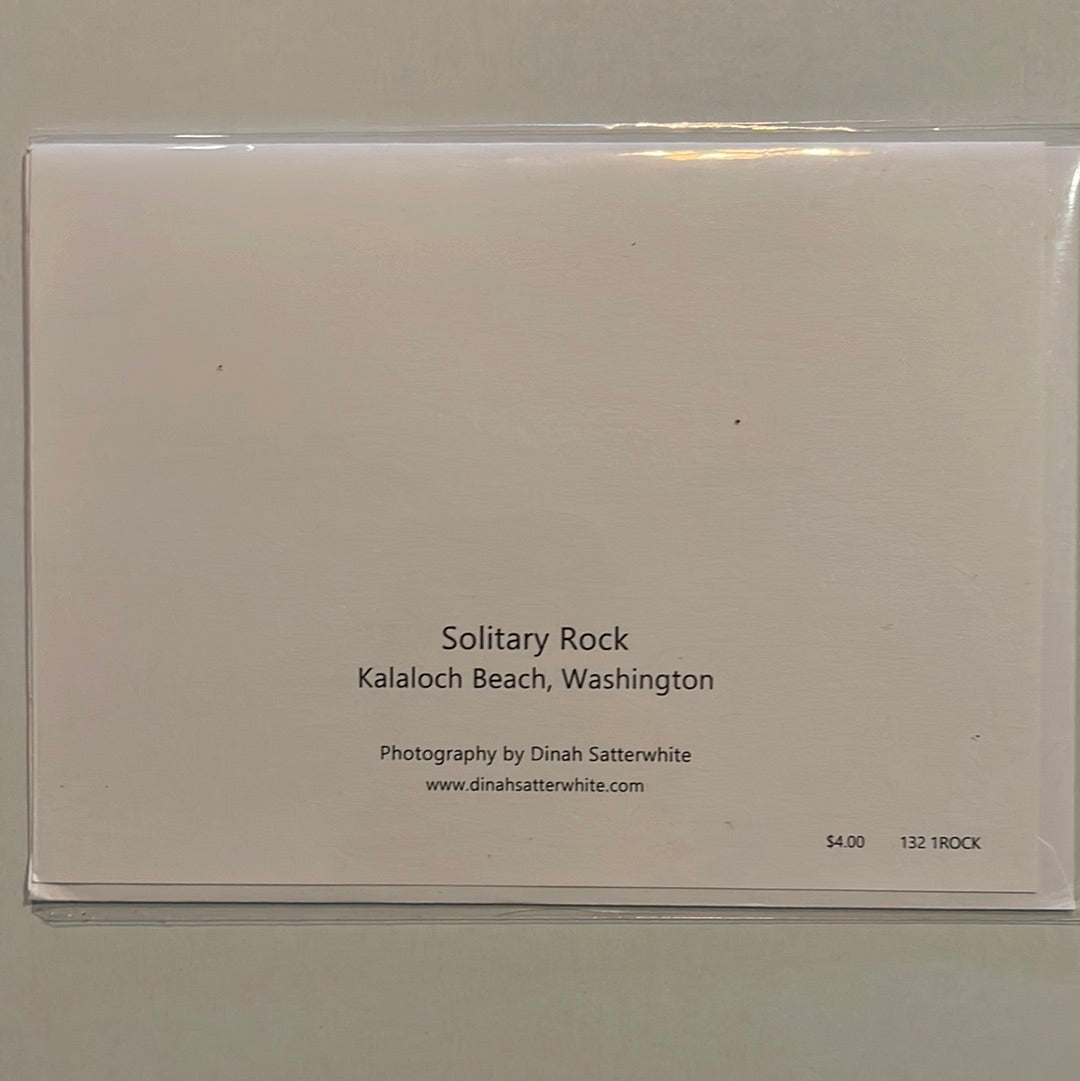 Solitary Rock
Kalaloch Beach, Washington
Photography by Dinah Satterwhite
www.dinahsatterwhite.com
$4.00 132 1ROCK